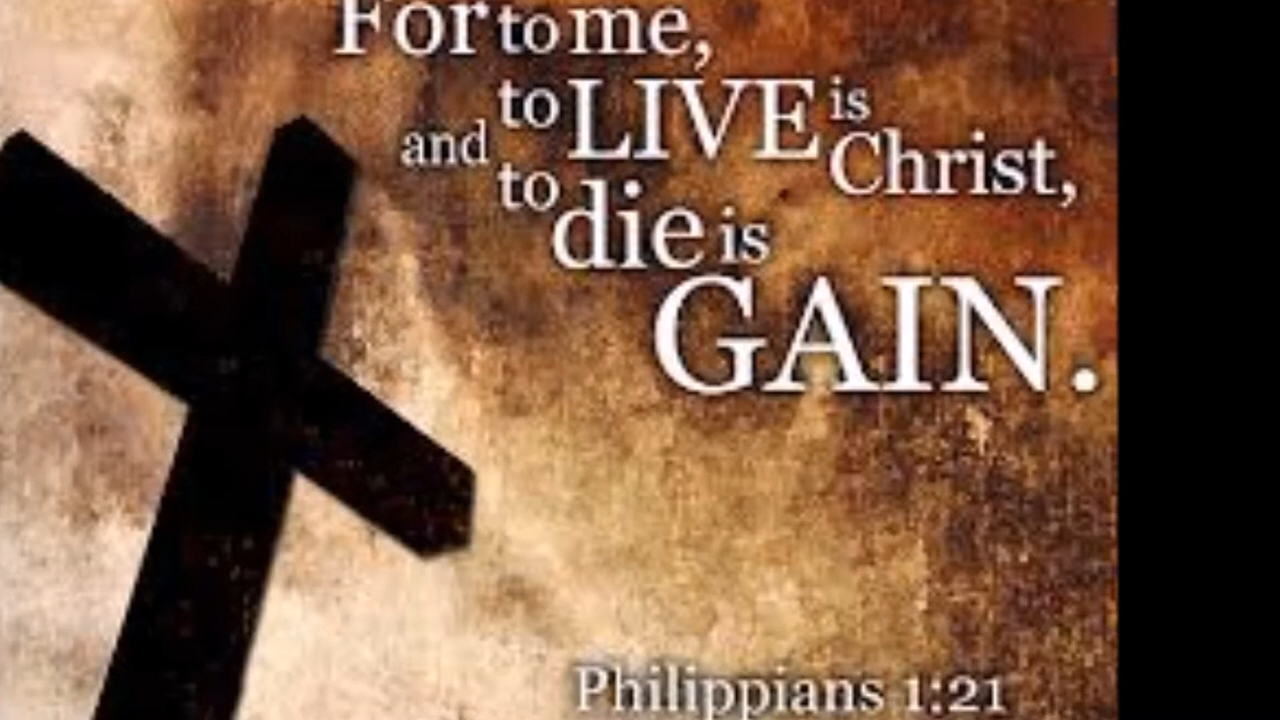 For to me,
to LIVE is Christ,
and to die is
GAIN.
Philippians 1:21